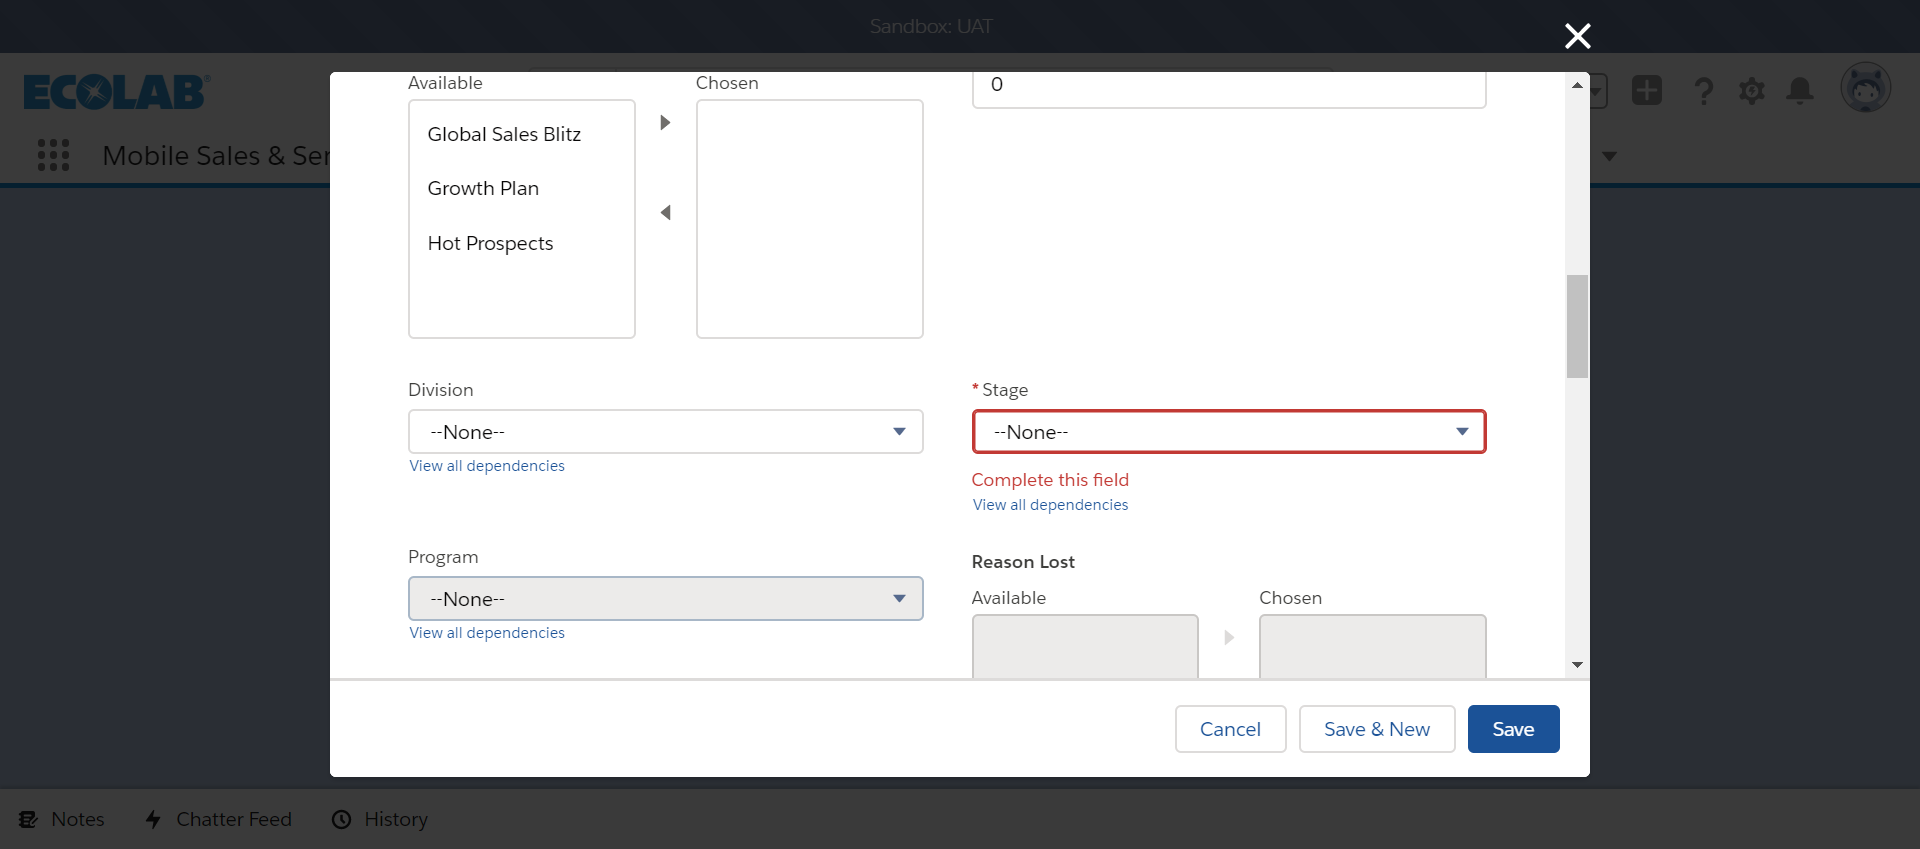 Sandbox: UAT
ECOLAB
Mobile Sales & Ser
Available
Chosen
0
Global Sales Blitz
Growth Plan
Hot Prospects
Division
--None--
View all dependencies
* Stage
--None--
Complete this field
View all dependencies
Program
--None--
View all dependencies
Reason Lost
Available
Chosen
Cancel
Save & New
Save
Notes
Chatter Feed
History